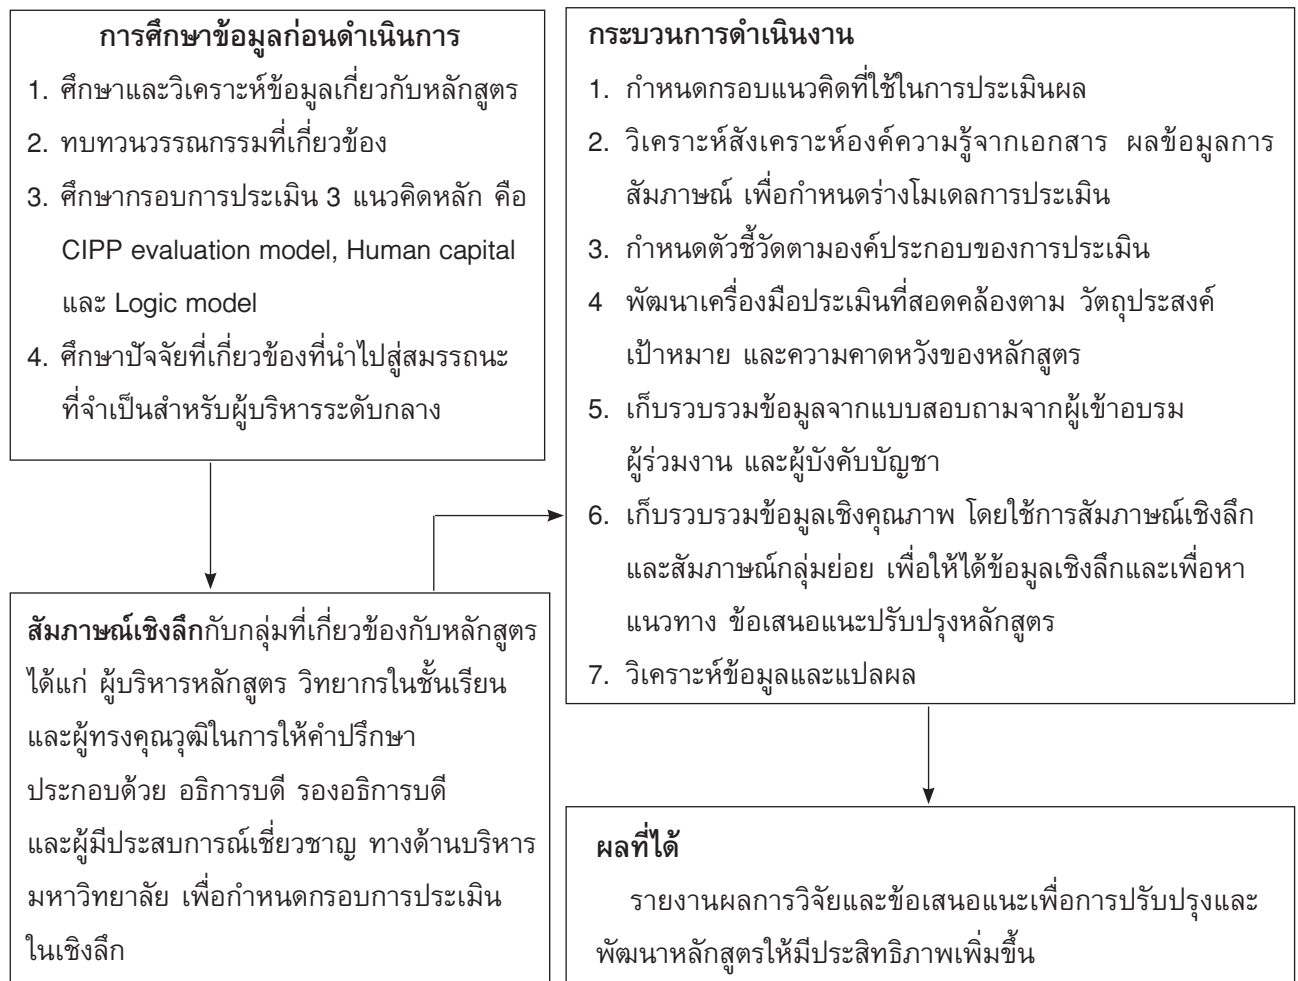 การศึกษาข้อมูลก่อนดำเนินการ
1. ศึกษาและวิเคราะห์ข้อมูลเกี่ยวกับหลักสูตร
2. ทบทวนวรรณกรรมที่เกี่ยวข้อง
3. ศึกษากรอบการประเมิน 3 แนวคิดหลัก คือ
CIPP evaluation model, Human capital
และ Logic model
4. ศึกษาปัจจัยที่เกี่ยวข้องที่นำไปสู่สมรรถนะ
ที่จำเป็นสำหรับผู้บริหารระดับกลาง
สัมภาษณ์เชิงลึกกับกลุ่มที่เกี่ยวข้องกับหลักสูตร
ได้แก่ ผู้บริหารหลักสูตร วิทยากรในชั้นเรียน
และผู้ทรงคุณวุฒิในการให้คำปรึกษา
ประกอบด้วย อธิการบดี รองอธิการบดี
และผู้มีประสบการณ์เชี่ยวชาญ ทางด้านบริหาร
มหาวิทยาลัย เพื่อกำหนดกรอบการประเมิน
ในเชิงลึก
กระบวนการดำเนินงาน
1. กำหนดกรอบแนวคิดที่ใช้ในการประเมินผล
2. วิเคราะห์สังเคราะห์องค์ความรู้จากเอกสาร ผลข้อมูลการ
สัมภาษณ์ เพื่อกำหนดร่างโมเดลการประเมิน
3. กำหนดตัวชี้วัดตามองค์ประกอบของการประเมิน
4 พัฒนาเครื่องมือประเมินที่สอดคล้องตาม วัตถุประสงค์
เป้าหมาย และความคาดหวังของหลักสูตร
5. เก็บรวบรวมข้อมูลจากแบบสอบถามจากผู้เข้าอบรม
ผู้ร่วมงาน และผู้บังคับบัญชา
6. เก็บรวบรวมข้อมูลเชิงคุณภาพ โดยใช้การสัมภาษณ์เชิงลึก
และสัมภาษณ์กลุ่มย่อย เพื่อให้ได้ข้อมูลเชิงลึกและเพื่อหา
แนวทาง ข้อเสนอแนะปรับปรุงหลักสูตร
7. วิเคราะห์ข้อมูลและแปลผล
ผลที่ได้
รายงานผลการวิจัยและข้อเสนอแนะเพื่อการปรับปรุงและ
พัฒนาหลักสูตรให้มีประสิทธิภาพเพิ่มขึ้น